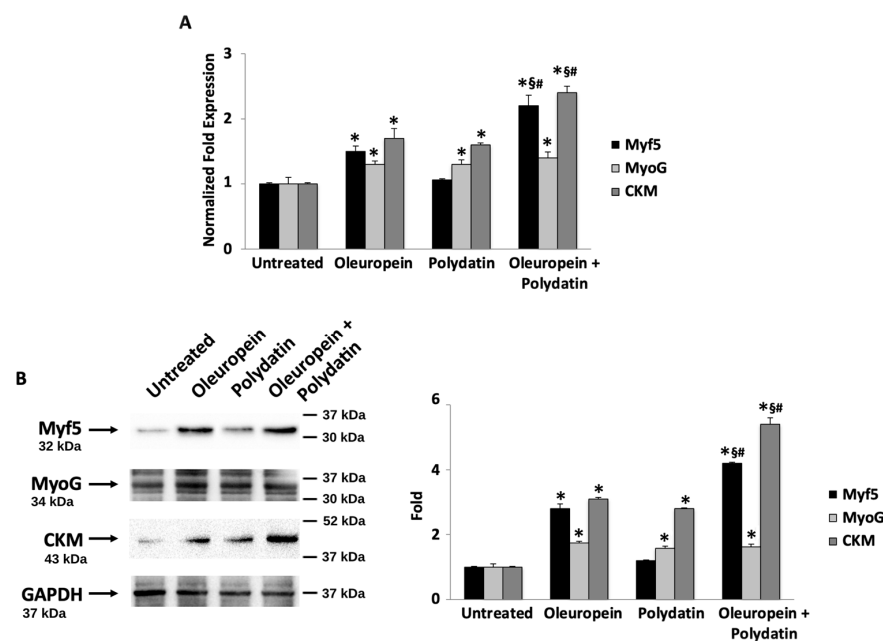 A
Normalized Fold Expression
3
2
1
0
*
*
*
*
*
*§#
*
*§#
Untreated
Oleuropein
Polydatin
Oleuropein +
Polydatin
Myf5
MyoG
CKM
B
Untreated
Oleuropein
Polydatin
Oleuropein +
Polydatin
Myf5
32 kDa
37 kDa
30 kDa
MyoG
34 kDa
37 kDa
30 kDa
CKM
43 kDa
52 kDa
37 kDa
GAPDH
37 kDa
37 kDa
Fold
6
4
2
0
*
*
*
*
*
*§#
*
*§#
Untreated
Oleuropein
Polydatin
Oleuropein +
Polydatin
Myf5
MyoG
CKM